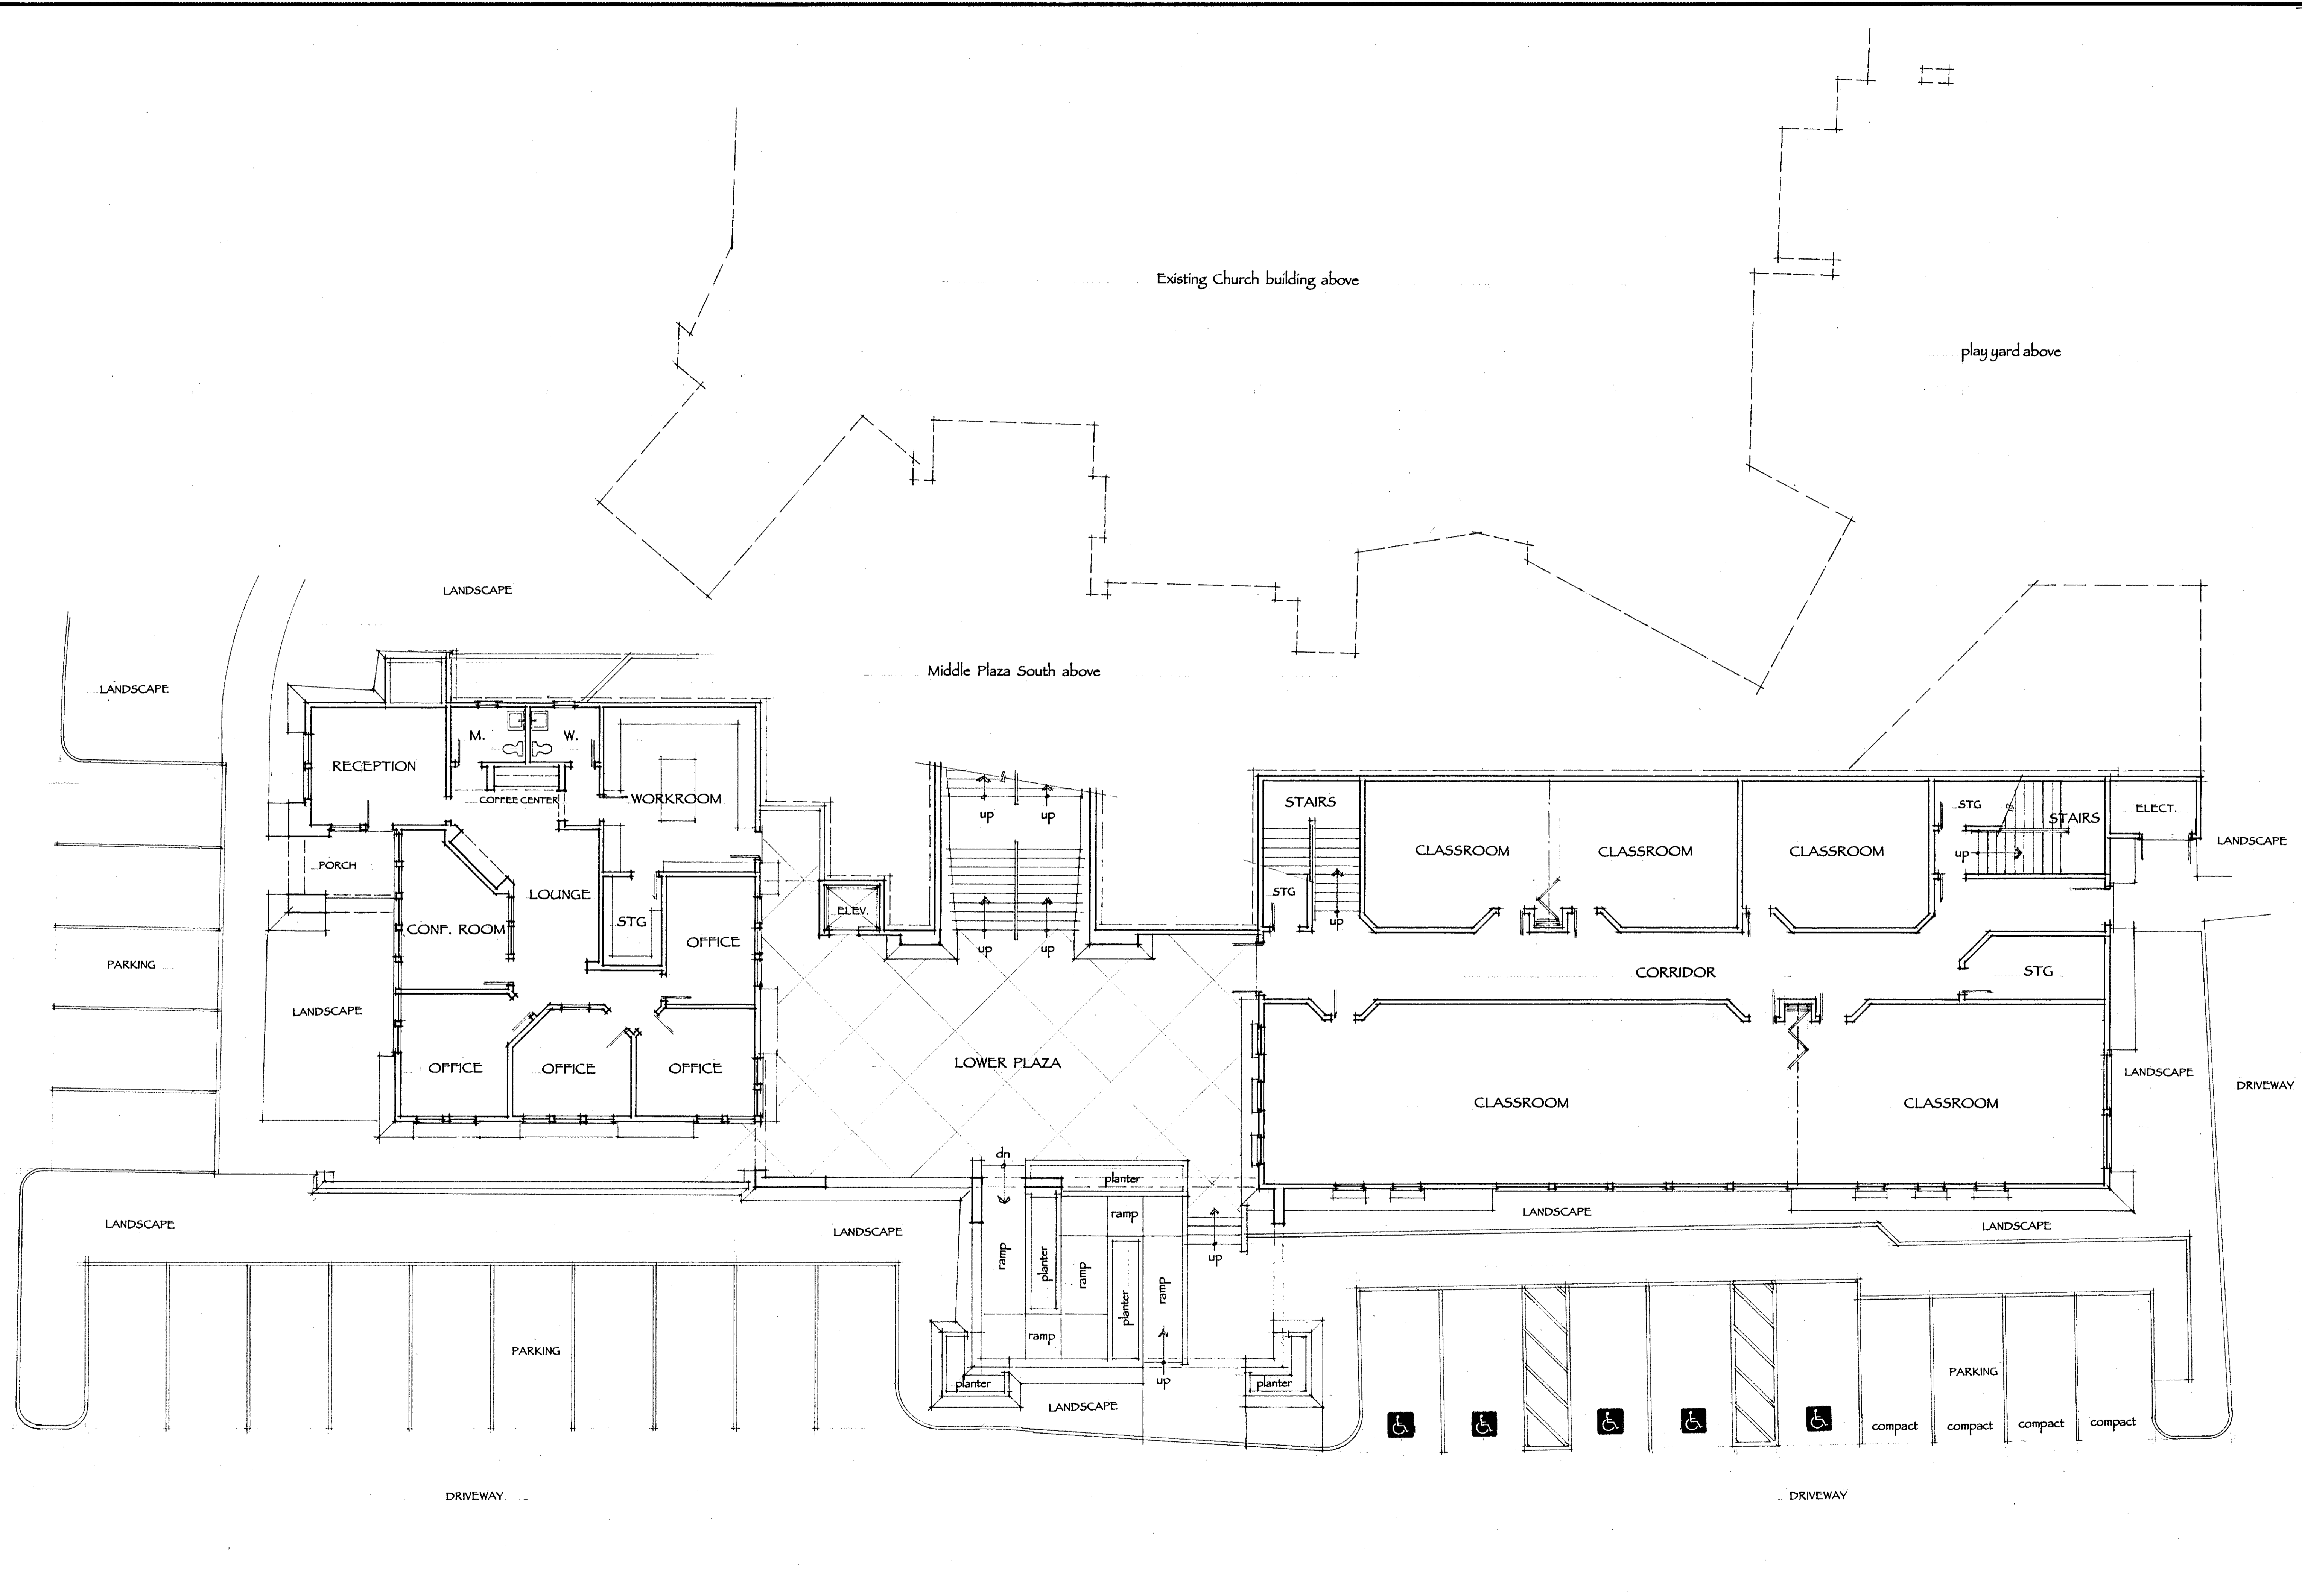 Existing Church building above
play yard above
LANDSCAPE
Middle Plaza South above
LANDSCAPE
M.
W.
RECEPTION
COFFEE CENTER
WORKROOM
up
up
STAIRS
STG
STAIRS
ELECT.
LANDSCAPE
PORCH
LOUNGE
CLASSROOM
CLASSROOM
CLASSROOM
up
STG
CONF. ROOM
STG
OFFICE
ELEV.
up
up
up
PARKING
CORRIDOR
STG
LANDSCAPE
OFFICE
OFFICE
OFFICE
LOWER PLAZA
CLASSROOM
CLASSROOM
LANDSCAPE
DRIVEWAY
dn
planter
LANDSCAPE
LANDSCAPE
ramp
LANDSCAPE
LANDSCAPE
ramp
planter
ramp
planter
ramp
up
ramp
PARKING
planter
up
planter
PARKING
LANDSCAPE
compact
compact
compact
compact
DRIVEWAY
DRIVEWAY